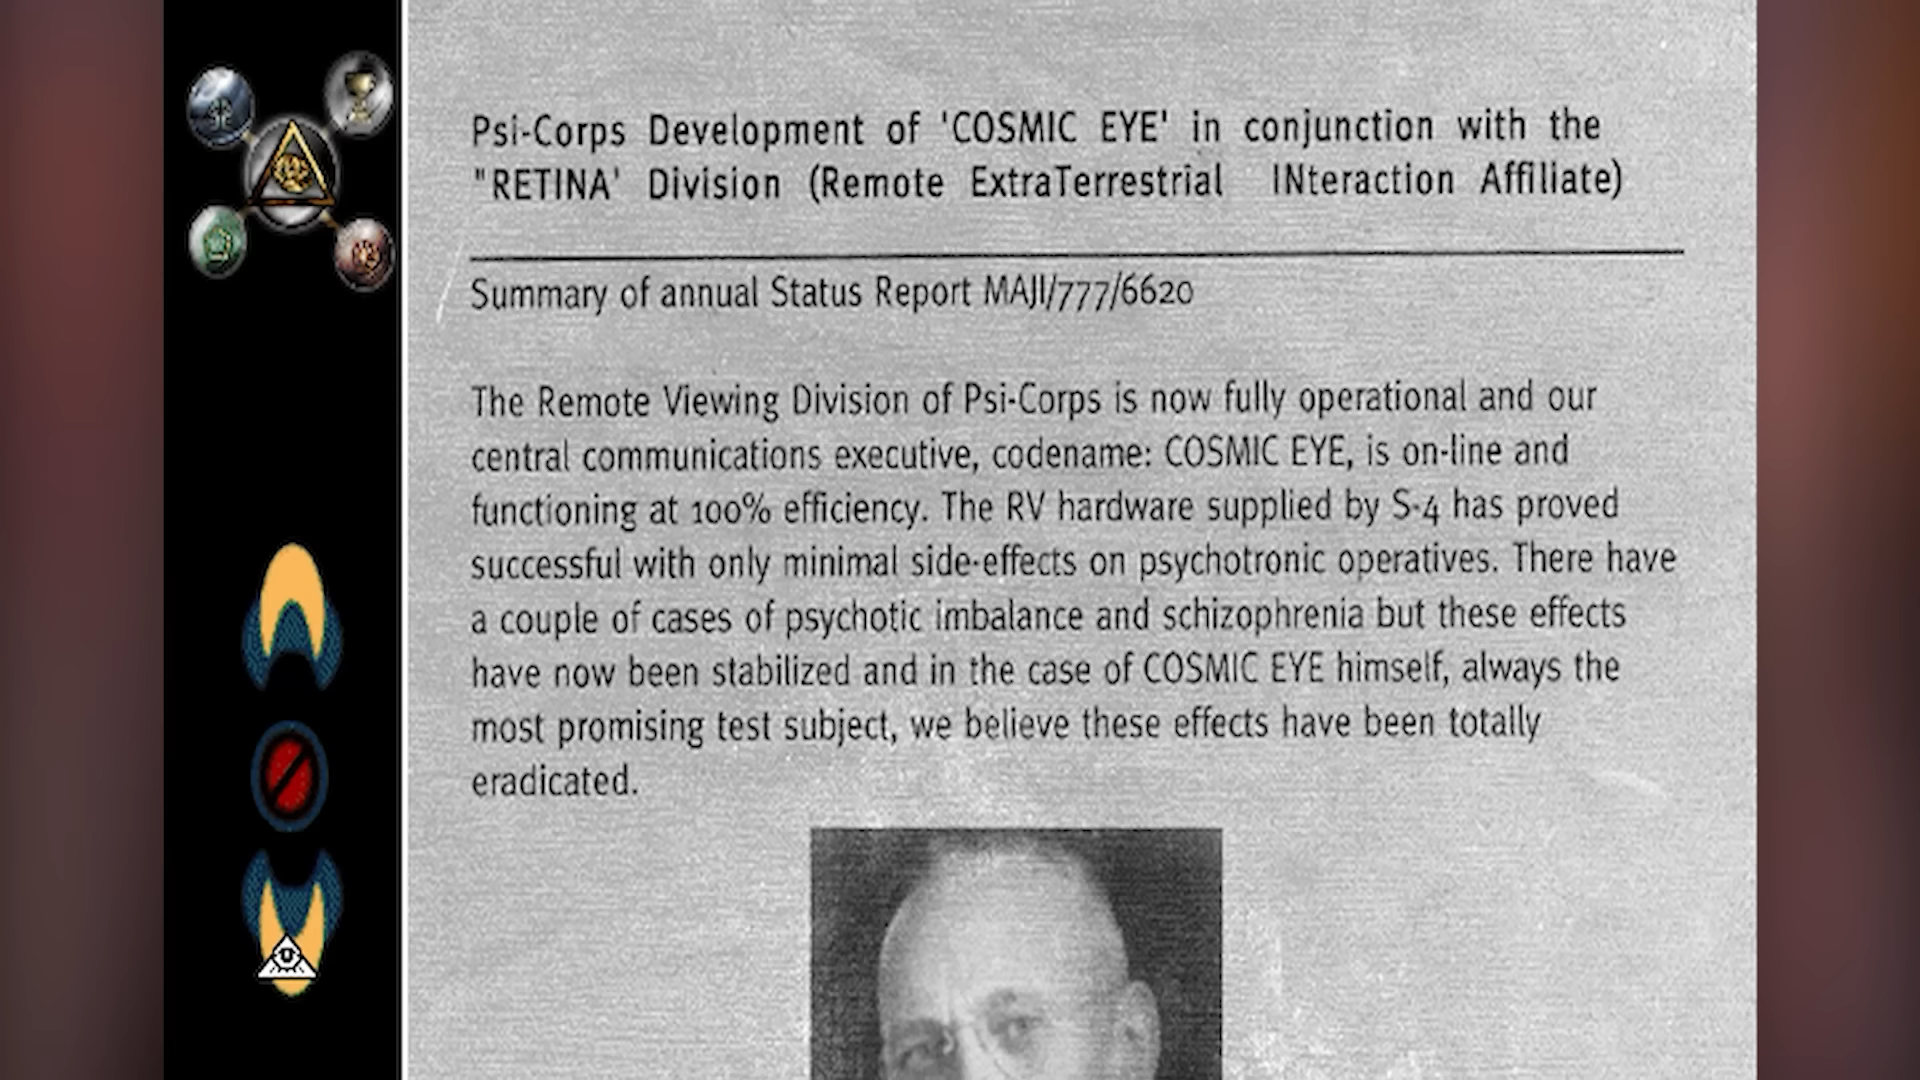 Psi-Corps Development of 'COSMIC EYE' in conjunction with the
"RETINA' Division (Remote ExtraTerrestrial INteraction Affiliate)
Summary of annual Status Report MAJI/777/6620
The Remote Viewing Division of Psi-Corps is now fully operational and our
central communications executive, codename: COSMIC EYE, is on-line and
functioning at 100% efficiency. The RV hardware supplied by S-4 has proved
successful with only minimal side-effects on psychotronic operatives. There have
a couple of cases of psychotic imbalance and schizophrenia but these effects
have now been stabilized and in the case of COSMIC EYE himself, always the
most promising test subject, we believe these effects have been totally
eradicated.